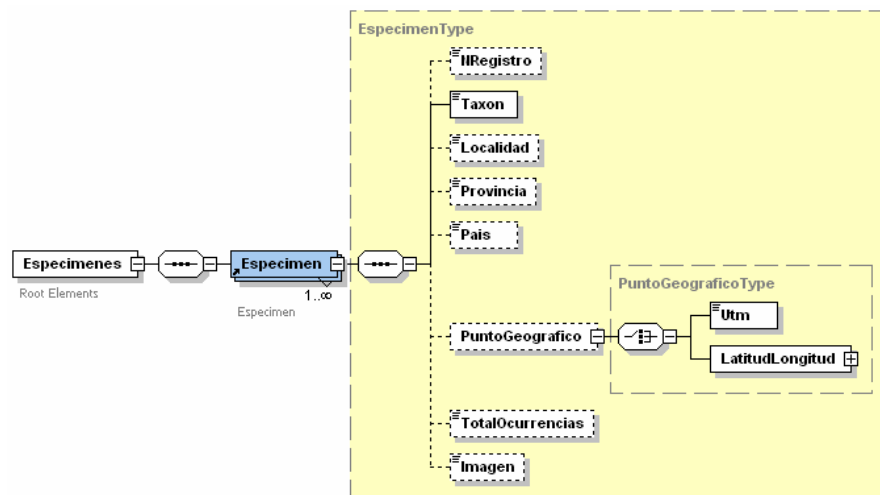 EspecimenType
NRegistro
Taxon
Localidad
Provincia
Pais
Especimenes
Root Elements
Especimen
1..∞
Especimen
PuntoGeografico
PuntoGeograficoType
Utm
LatitudLongitud
TotalOcurrencias
Imagen